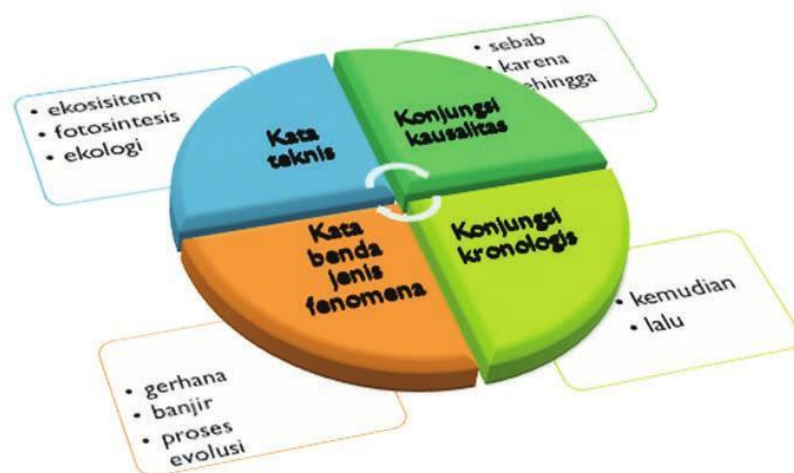 • ekosisitem
• fotosintesis
• ekologi
Kata
teknis
• sebab
karena
ehingga
Konjungsi
kausalitas
Kata
benda
jenis
fenomena
Konjungsi
kronologis
• gerhana
• banjir
• proses
evolusi
• kemudian
• lalu